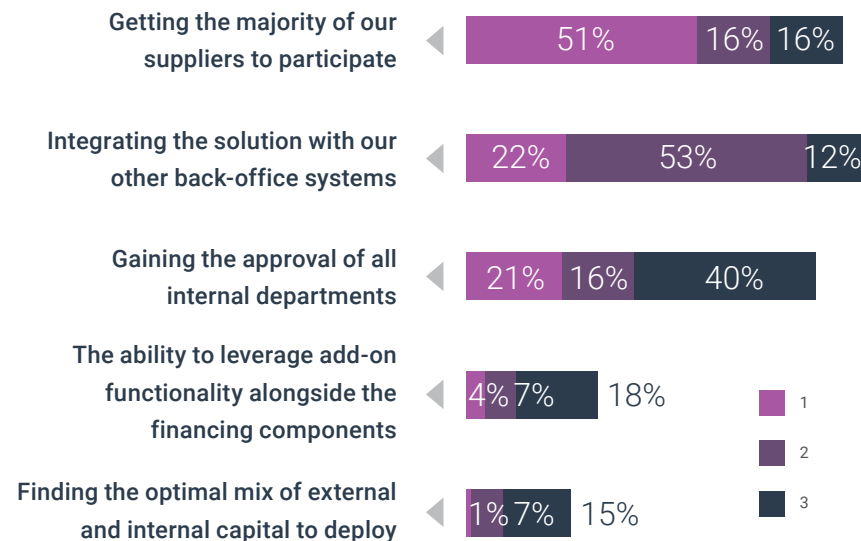 Getting the majority of our
suppliers to participate
51% 16% 16%
Integrating the solution with our
other back-office systems
22% 53% 12%
Gaining the approval of all
internal departments
21% 16% 40%
The ability to leverage add-on
functionality alongside the
financing components
4% 7% 18%
1
2
3
Finding the optimal mix of external
and internal capital to deploy
1% 7% 15%